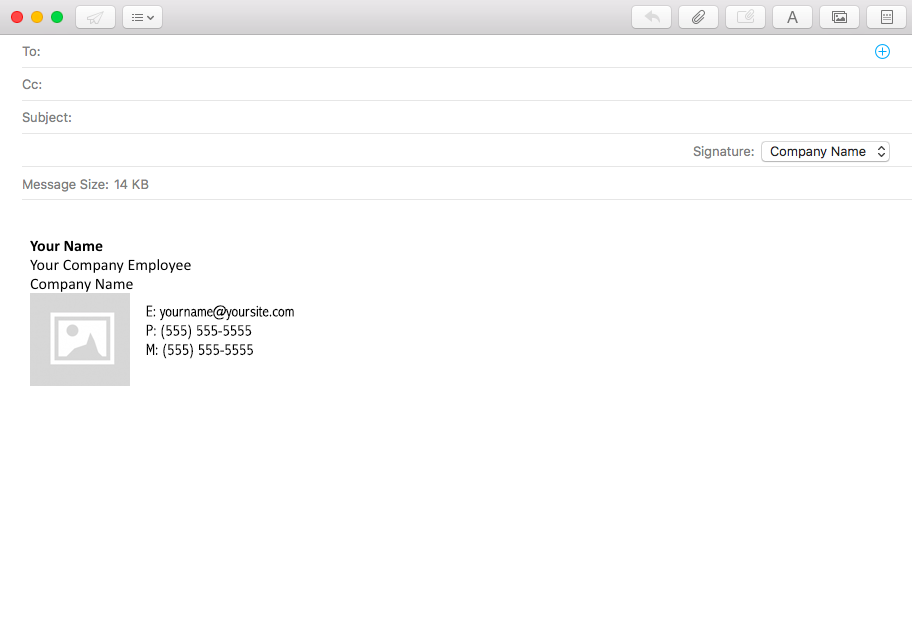 To:
Cc:
Subject:
Signature: Company Name
Message Size: 14 KB
Your Name
Your Company Employee
Company Name
E: yourname@yoursite.com
P: (555) 555-5555
M: (555) 555-5555